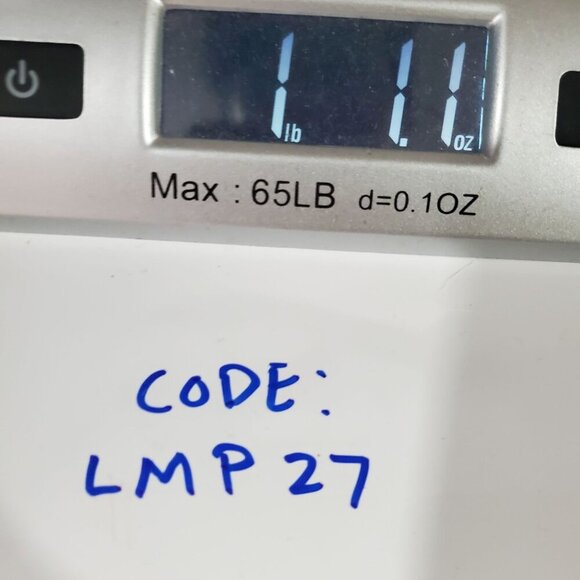 1 lb 1.1 oz
Max : 65LB d=0.1OZ
CODE:
LMP 27